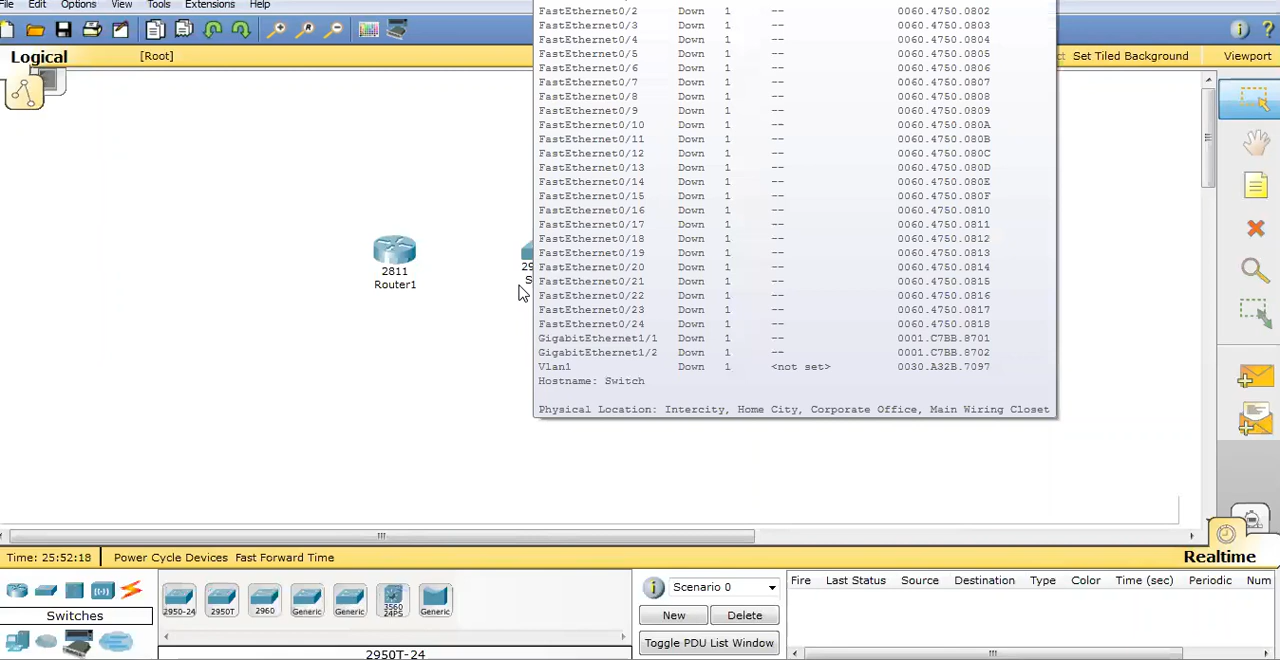 File Edit Options View Tools Extensions Help
Logical [Root] Set Tiled Background Viewport
FastEthernet0/2 Down 1 -- 0060.4750.0802
FastEthernet0/3 Down 1 -- 0060.4750.0803
FastEthernet0/4 Down 1 -- 0060.4750.0804
FastEthernet0/5 Down 1 -- 0060.4750.0805
FastEthernet0/6 Down 1 -- 0060.4750.0806
FastEthernet0/7 Down 1 -- 0060.4750.0807
FastEthernet0/8 Down 1 -- 0060.4750.0808
FastEthernet0/9 Down 1 -- 0060.4750.0809
FastEthernet0/10 Down 1 -- 0060.4750.080A
FastEthernet0/11 Down 1 -- 0060.4750.080B
FastEthernet0/12 Down 1 -- 0060.4750.080C
FastEthernet0/13 Down 1 -- 0060.4750.080D
FastEthernet0/14 Down 1 -- 0060.4750.080E
FastEthernet0/15 Down 1 -- 0060.4750.080F
FastEthernet0/16 Down 1 -- 0060.4750.0810
FastEthernet0/17 Down 1 -- 0060.4750.0811
FastEthernet0/18 Down 1 -- 0060.4750.0812
FastEthernet0/19 Down 1 -- 0060.4750.0813
FastEthernet0/20 Down 1 -- 0060.4750.0814
FastEthernet0/21 Down 1 -- 0060.4750.0815
FastEthernet0/22 Down 1 -- 0060.4750.0816
FastEthernet0/23 Down 1 -- 0060.4750.0817
FastEthernet0/24 Down 1 -- 0060.4750.0818
GigabitEthernet1/1 Down 1 -- 0001.C7BB.8701
GigabitEthernet1/2 Down 1 -- 0001.C7BB.8702
Vlan1 Down 1 <not set> 0030.A32B.7097
Hostname: Switch
Physical Location: Intercity, Home City, Corporate Office, Main Wiring Closet
2811
Router1
29
S
Time: 25:52:18 Power Cycle Devices Fast Forward Time
Realtime
Switches
2950-24 2950T 2960 Generic Generic 3560 24PS Generic
2950T-24
Scenario 0
New Delete
Toggle PDU List Window
Fire Last Status Source Destination Type Color Time (sec) Periodic Num